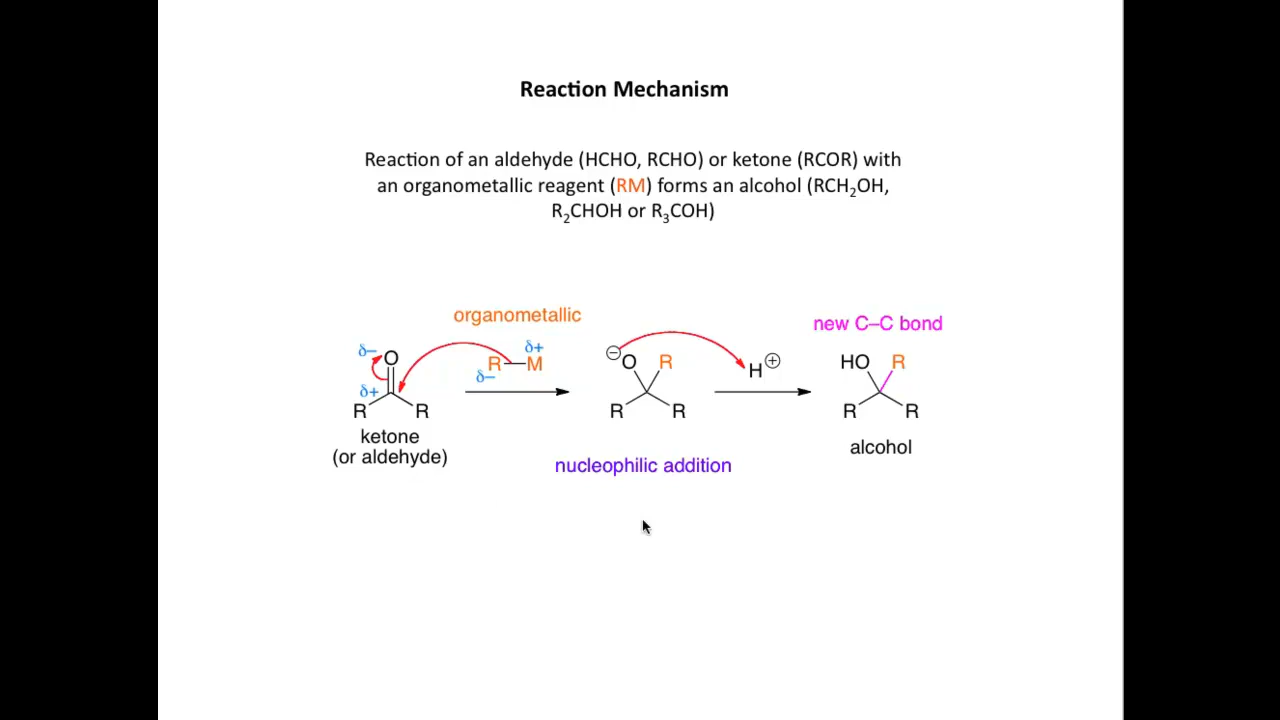 Reaction Mechanism
Reaction of an aldehyde (HCHO, RCHO) or ketone (RCOR) with
an organometallic reagent (RM) forms an alcohol (RCH₂OH,
R₂CHOH or R₃COH)
organometallic
new C–C bond
δ– O
δ+
R–M
δ–
δ+
R R
ketone
(or aldehyde)
⊖
O R
R R
H⊕
nucleophilic addition
HO R
R R
alcohol